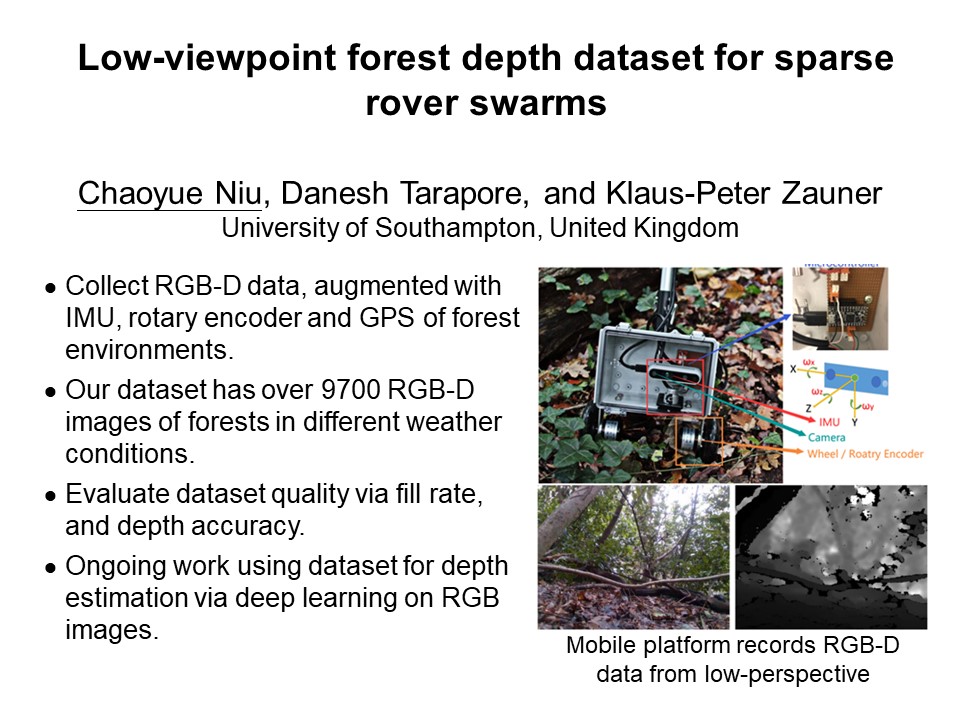 Low-viewpoint forest depth dataset for sparse
rover swarms
Chaoyue Niu, Danesh Tarapore, and Klaus-Peter Zauner
University of Southampton, United Kingdom
● Collect RGB-D data, augmented with
IMU, rotary encoder and GPS of forest
environments.
● Our dataset has over 9700 RGB-D
images of forests in different weather
conditions.
● Evaluate dataset quality via fill rate,
and depth accuracy.
● Ongoing work using dataset for depth
estimation via deep learning on RGB
images.
Microcontroller
X
ωx
ωz
Z
ωy
Y
IMU
Camera
Wheel / Roatry Encoder
Mobile platform records RGB-D
data from low-perspective